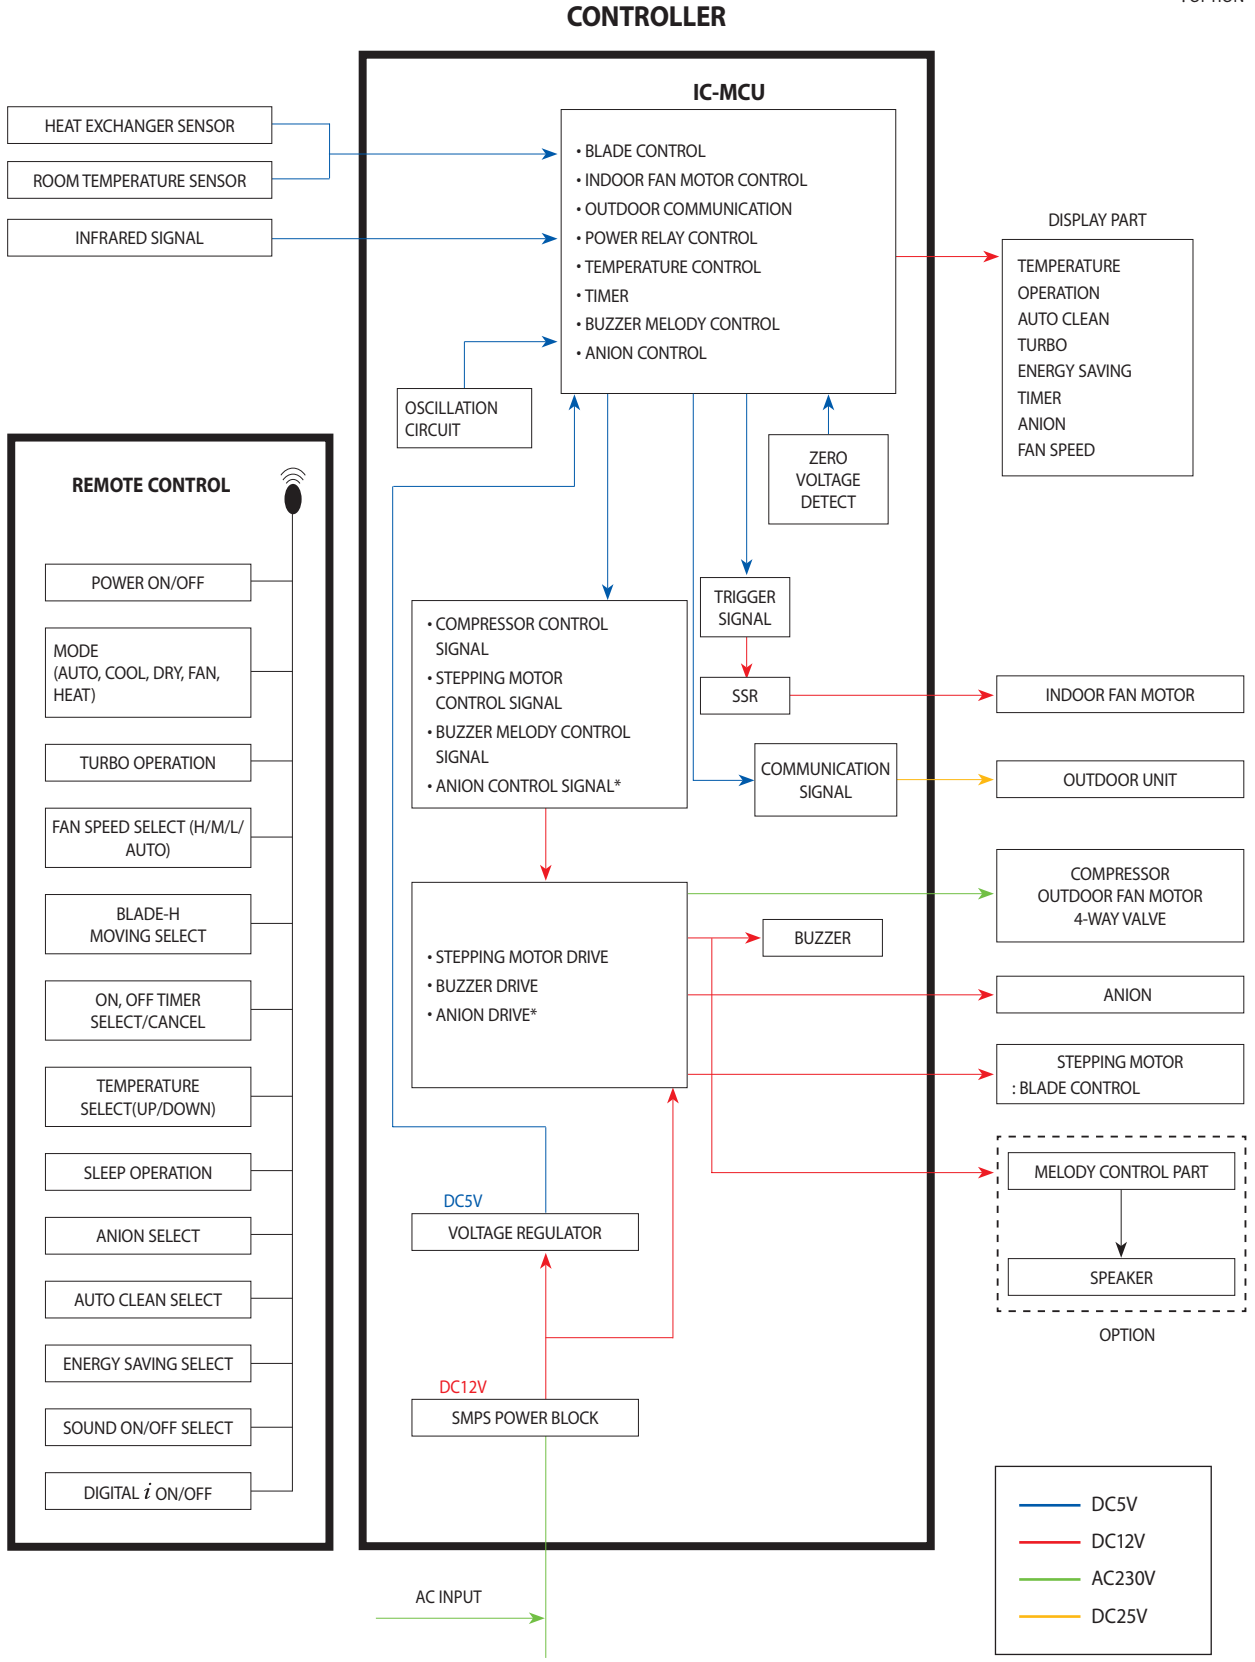 CONTROLLER
IC-MCU
HEAT EXCHANGER SENSOR
ROOM TEMPERATURE SENSOR
INFRARED SIGNAL
• BLADE CONTROL
• INDOOR FAN MOTOR CONTROL
• OUTDOOR COMMUNICATION
• POWER RELAY CONTROL
• TEMPERATURE CONTROL
• TIMER
• BUZZER MELODY CONTROL
• ANION CONTROL
DISPLAY PART
TEMPERATURE
OPERATION
AUTO CLEAN
TURBO
ENERGY SAVING
TIMER
ANION
FAN SPEED
OSCILLATION
CIRCUIT
ZERO
VOLTAGE
DETECT
REMOTE CONTROL
POWER ON/OFF
MODE
(AUTO, COOL, DRY, FAN,
HEAT)
TURBO OPERATION
FAN SPEED SELECT (H/M/L/
AUTO)
BLADE-H
MOVING SELECT
ON, OFF TIMER
SELECT/CANCEL
TEMPERATURE
SELECT(UP/DOWN)
SLEEP OPERATION
ANION SELECT
AUTO CLEAN SELECT
ENERGY SAVING SELECT
SOUND ON/OFF SELECT
DIGITAL i ON/OFF
• COMPRESSOR CONTROL
SIGNAL
• STEPPING MOTOR
CONTROL SIGNAL
• BUZZER MELODY CONTROL
SIGNAL
• ANION CONTROL SIGNAL*
TRIGGER
SIGNAL
SSR
INDOOR FAN MOTOR
COMMUNICATION
SIGNAL
OUTDOOR UNIT
• STEPPING MOTOR DRIVE
• BUZZER DRIVE
• ANION DRIVE*
COMPRESSOR
OUTDOOR FAN MOTOR
4-WAY VALVE
BUZZER
ANION
STEPPING MOTOR
: BLADE CONTROL
MELODY CONTROL PART
SPEAKER
OPTION
DC5V
VOLTAGE REGULATOR
DC12V
SMPS POWER BLOCK
AC INPUT
DC5V
DC12V
AC230V
DC25V